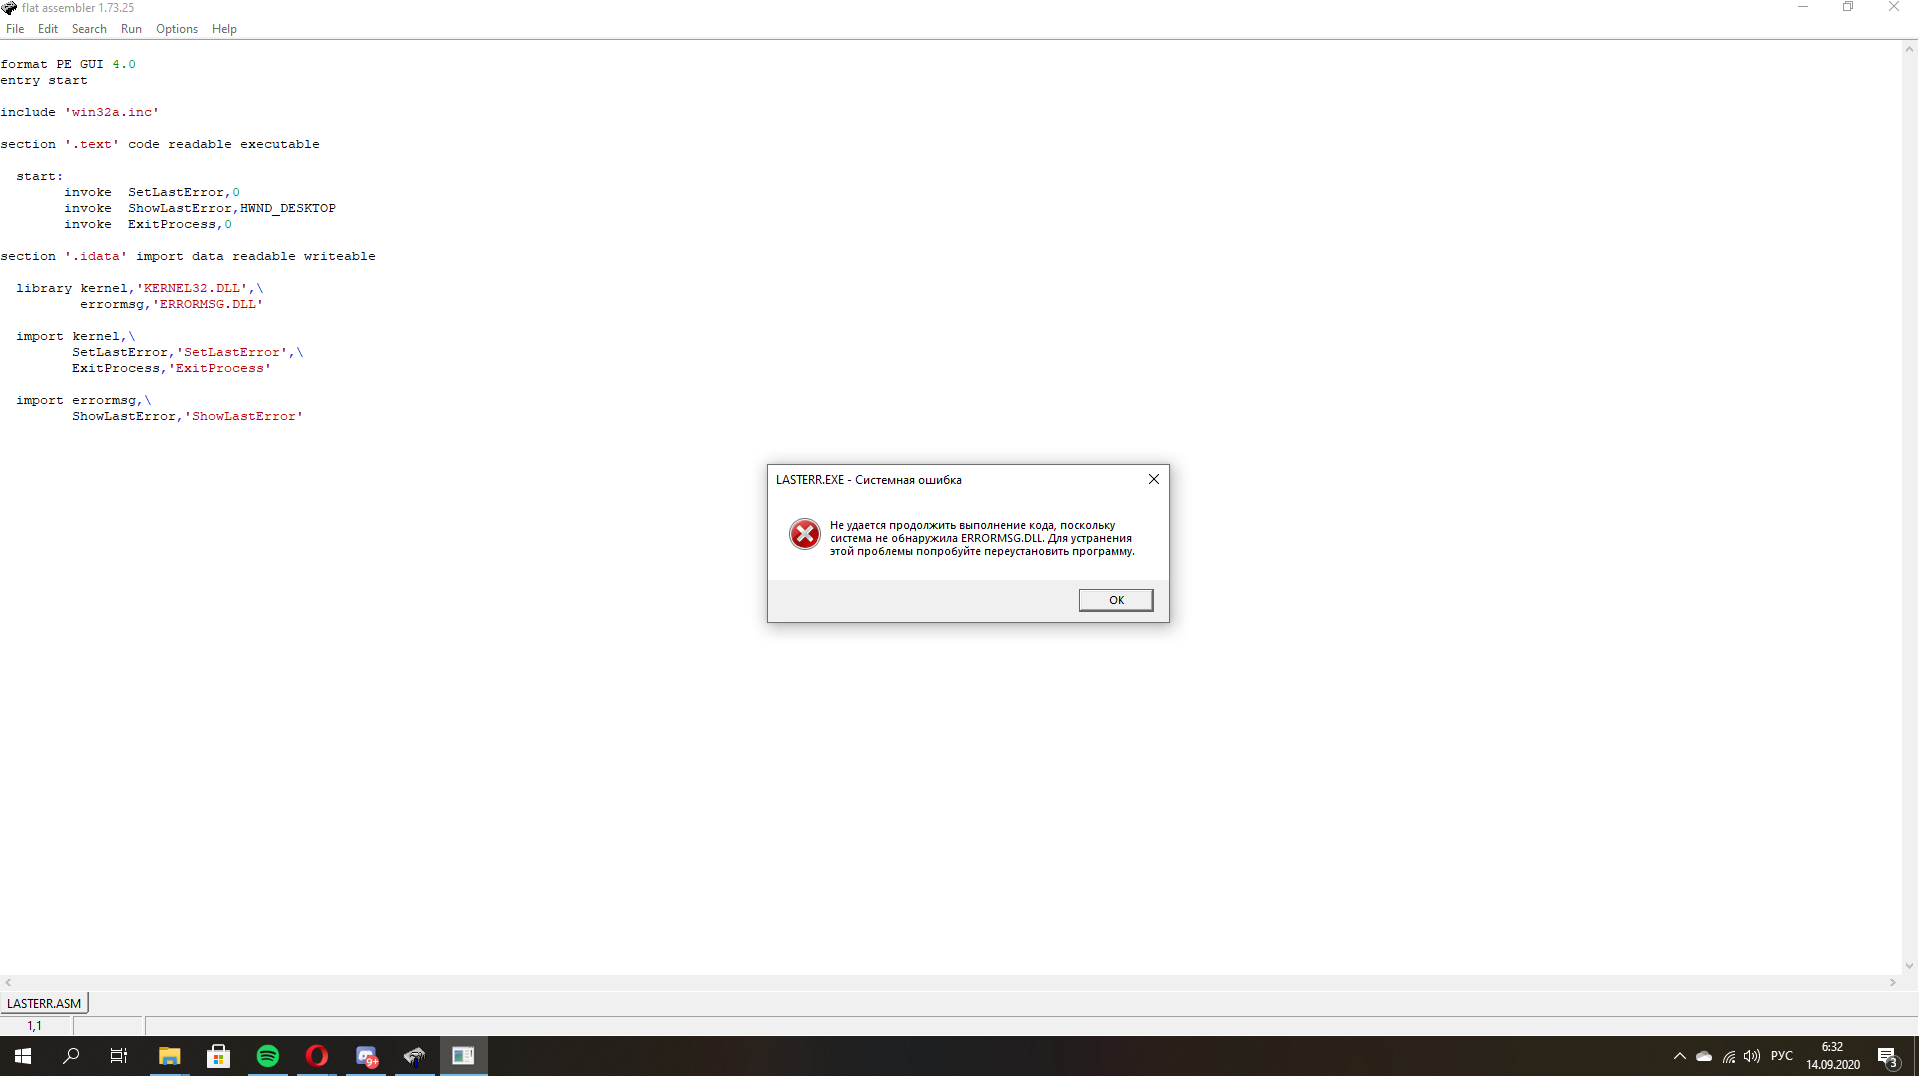 flat assembler 1.73.25
File Edit Search Run Options Help
format PE GUI 4.0
entry start
include 'win32a.inc'
section '.text' code readable executable
start:
invoke SetLastError,0
invoke ShowLastError,HWND_DESKTOP
invoke ExitProcess,0
section '.idata' import data readable writeable
library kernel,'KERNEL32.DLL',\
errormsg,'ERRORMSG.DLL'
import kernel,\
SetLastError,'SetLastError',\
ExitProcess,'ExitProcess'
import errormsg,\
ShowLastError,'ShowLastError'
LASTERR.EXE - Системная ошибка
Не удается продолжить выполнение кода, поскольку
система не обнаружила ERRORMSG.DLL. Для устранения
этой проблемы попробуйте переустановить программу.
OK
LASTERR.ASM
1,1
9+
РУС
6:32
14.09.2020
3